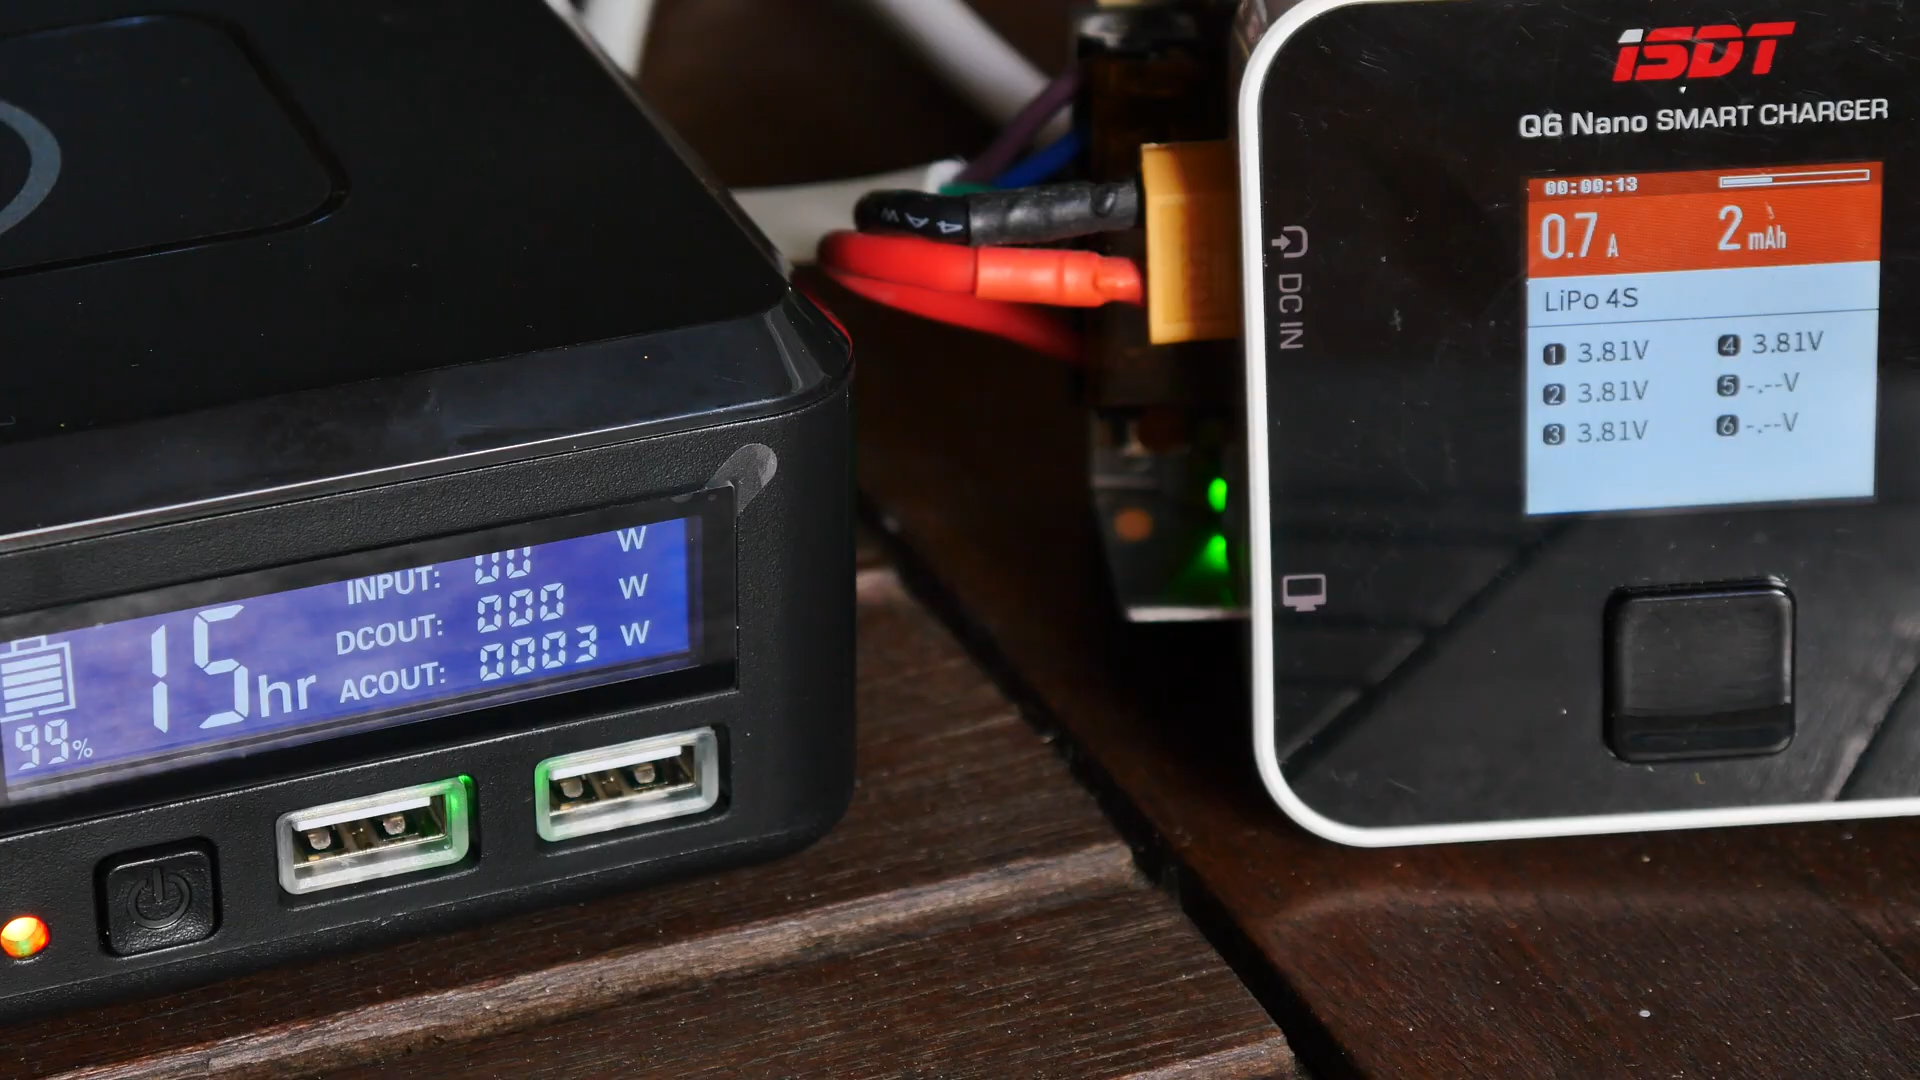 iSDT
Q6 Nano SMART CHARGER
00:00:13
0.7 A 2 mAh
LiPo 4S
1 3.81V 4 3.81V
2 3.81V 5 -.--V
3 3.81V 6 -.--V
DC IN
INPUT: 00 W
DCOUT: 000 W
ACOUT: 0003 W
15hr
99%